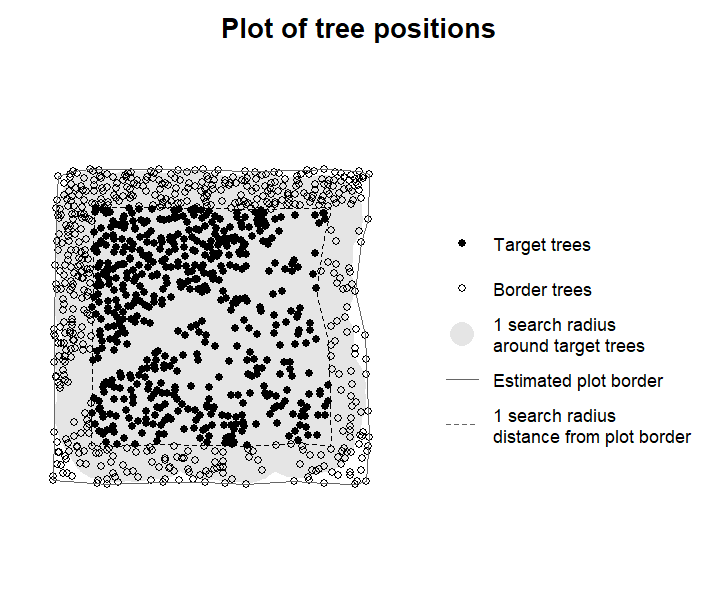 Plot of tree positions
Target trees
Border trees
1 search radius
around target trees
Estimated plot border
1 search radius
distance from plot border